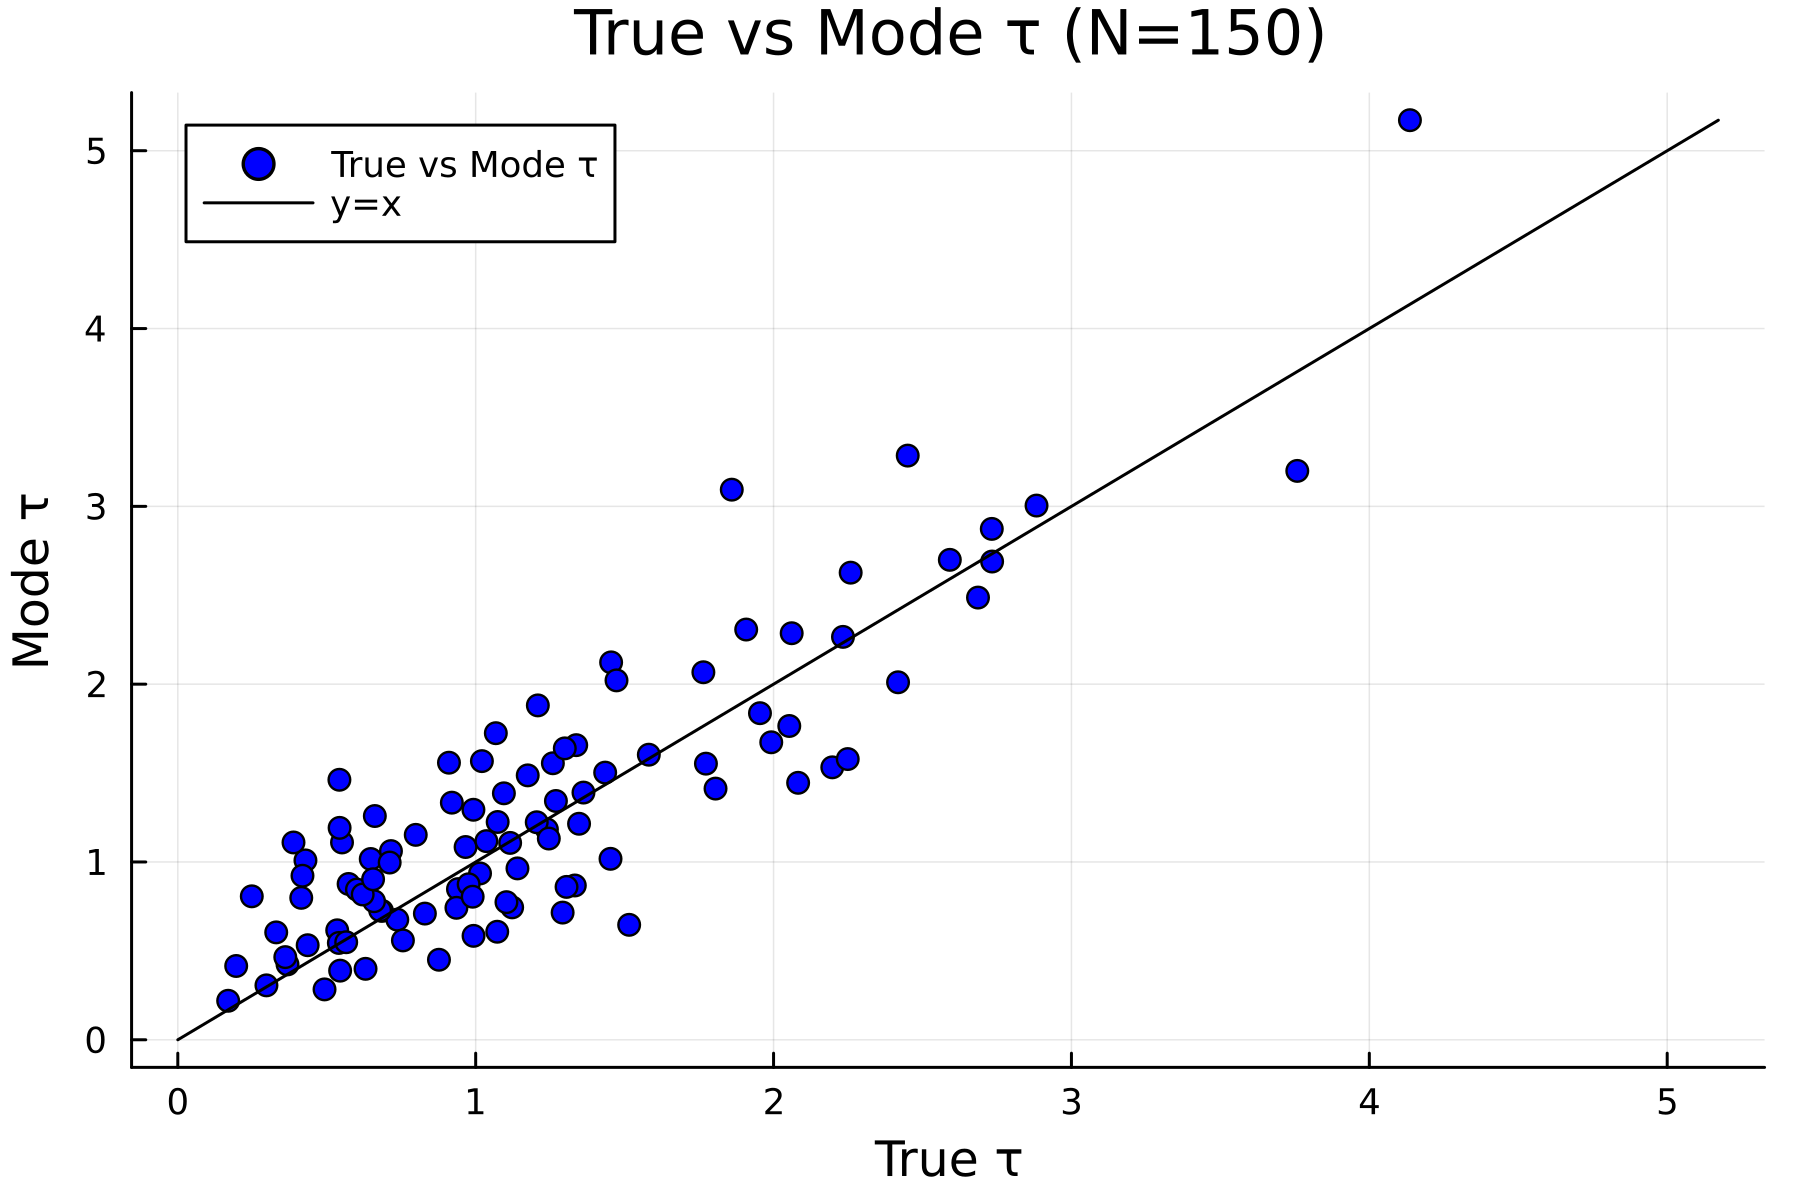 True vs Mode τ (N=150)
True vs Mode τ
y=x
5
4
3
2
1
0
Mode τ
0 1 2 3 4 5
True τ